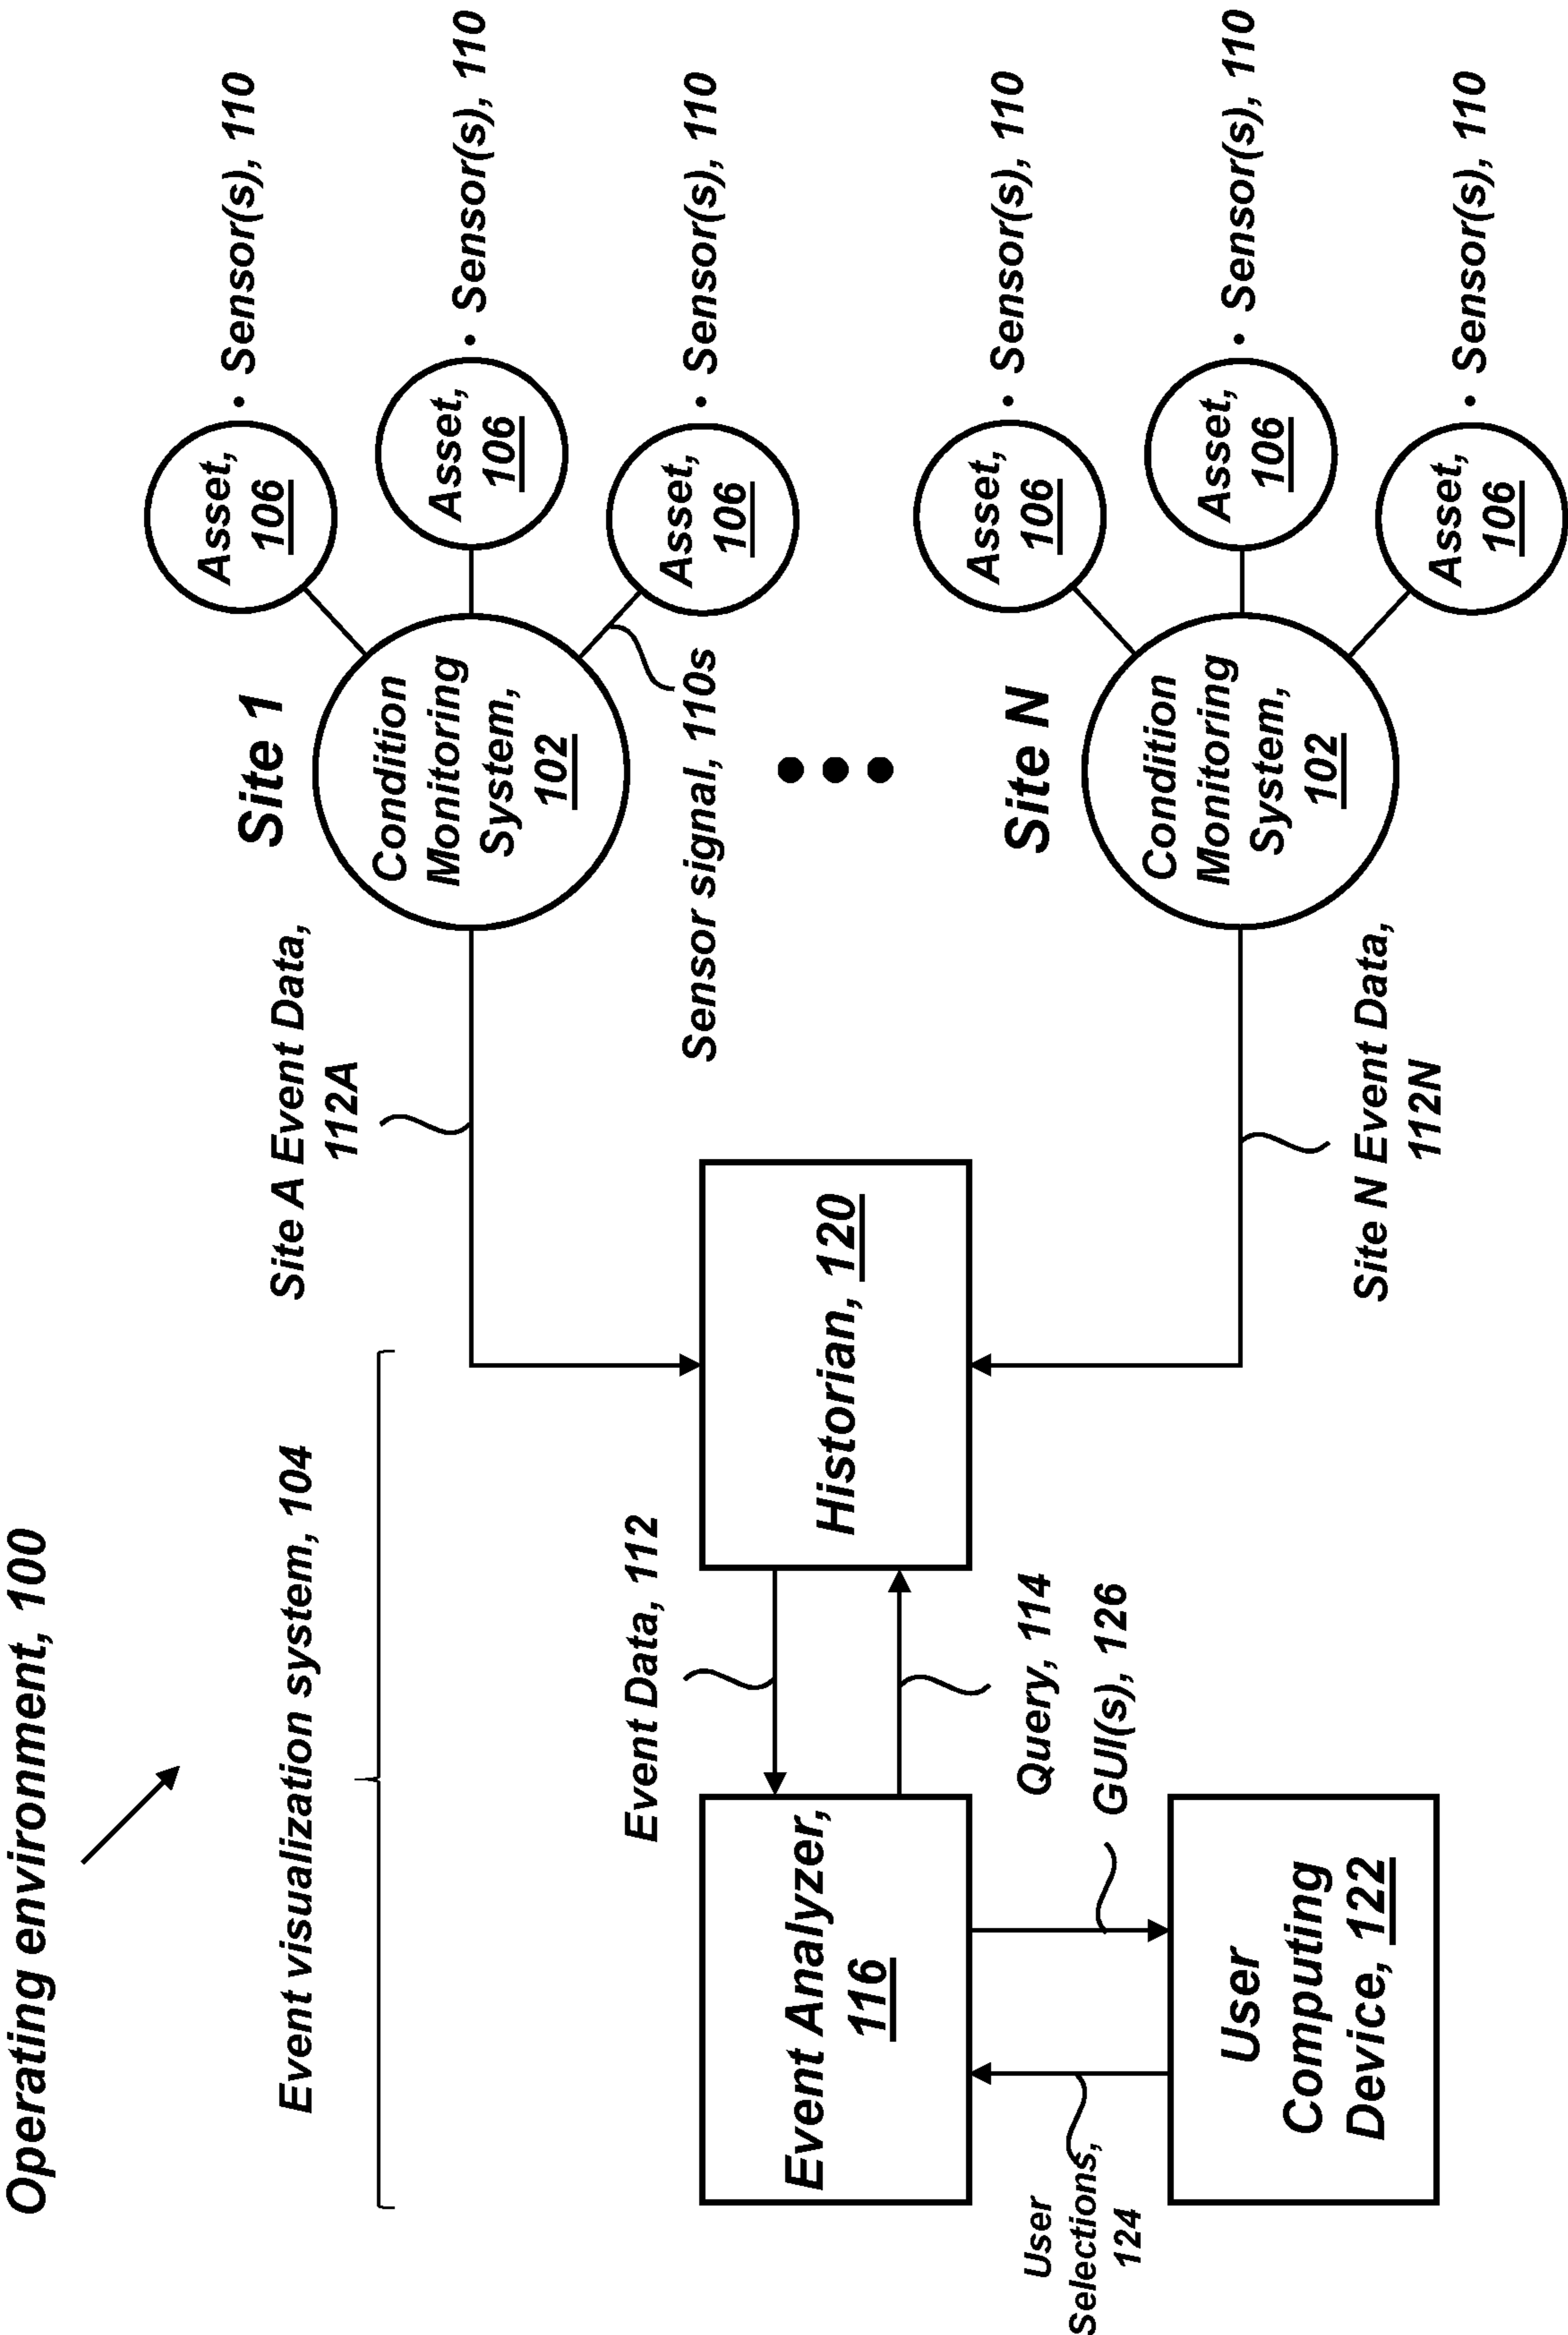 Operating environment, 100
Event visualization system, 104
Site A Event Data,
112A
Site 1
Condition
Monitoring
System,
102
Asset,
106
• Sensor(s), 110
Asset,
106
• Sensor(s), 110
Asset,
106
• Sensor(s), 110
Sensor signal, 110s
Event Data, 112
Event Analyzer,
116
Historian, 120
Query, 114
GUI(s), 126
User
Selections,
124
User
Computing
Device, 122
Site N
Condition
Monitoring
System,
102
Asset,
106
• Sensor(s), 110
Asset,
106
• Sensor(s), 110
Asset,
106
• Sensor(s), 110
Site N Event Data,
112N